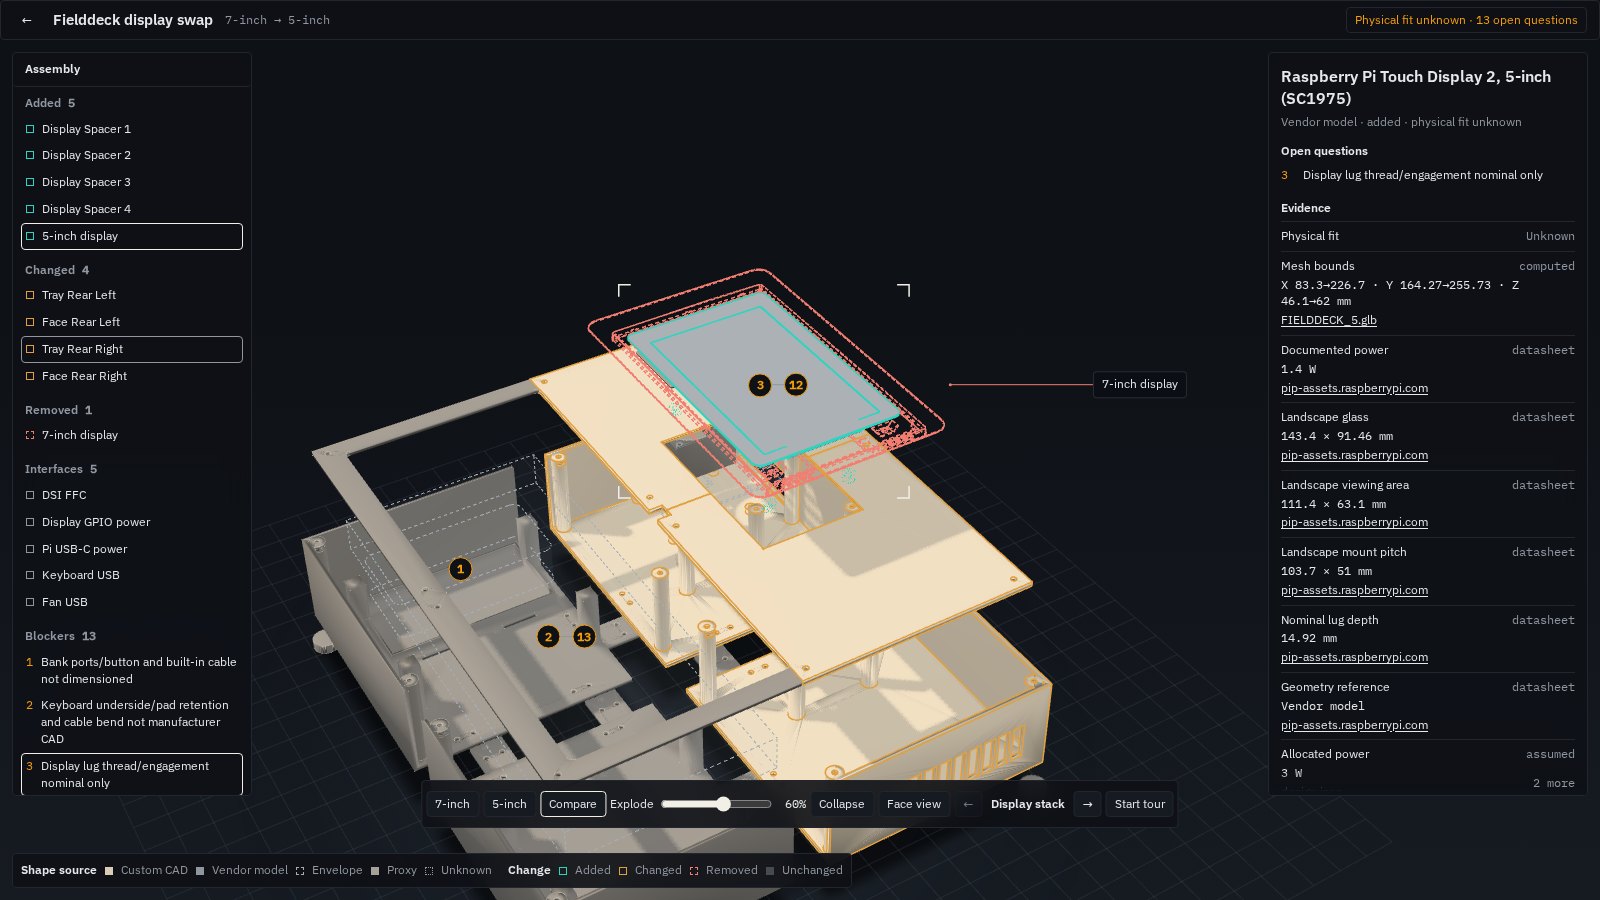 ← Fielddeck display swap 7-inch → 5-inch
Physical fit unknown · 13 open questions
Assembly
Added 5
Display Spacer 1
Display Spacer 2
Display Spacer 3
Display Spacer 4
5-inch display
Changed 4
Tray Rear Left
Face Rear Left
Tray Rear Right
Face Rear Right
Removed 1
7-inch display
Interfaces 5
DSI FFC
Display GPIO power
Pi USB-C power
Keyboard USB
Fan USB
Blockers 13
1 Bank ports/button and built-in cable
not dimensioned
2 Keyboard underside/pad retention
and cable bend not manufacturer
CAD
3 Display lug thread/engagement
nominal only
3 12
7-inch display
1
2 13
Raspberry Pi Touch Display 2, 5-inch
(SC1975)
Vendor model · added · physical fit unknown
Open questions
3 Display lug thread/engagement nominal only
Evidence
Physical fit Unknown
Mesh bounds computed
X 83.3→226.7 · Y 164.27→255.73 · Z
46.1→62 mm
FIELDDECK_5.glb
Documented power datasheet
1.4 W
pip-assets.raspberrypi.com
Landscape glass datasheet
143.4 × 91.46 mm
pip-assets.raspberrypi.com
Landscape viewing area datasheet
111.4 × 63.1 mm
pip-assets.raspberrypi.com
Landscape mount pitch datasheet
103.7 × 51 mm
pip-assets.raspberrypi.com
Nominal lug depth datasheet
14.92 mm
pip-assets.raspberrypi.com
Geometry reference datasheet
Vendor model
pip-assets.raspberrypi.com
Allocated power assumed
3 W
2 more
7-inch 5-inch Compare Explode 60% Collapse Face view ← Display stack → Start tour
Shape source Custom CAD Vendor model Envelope Proxy Unknown Change Added Changed Removed Unchanged